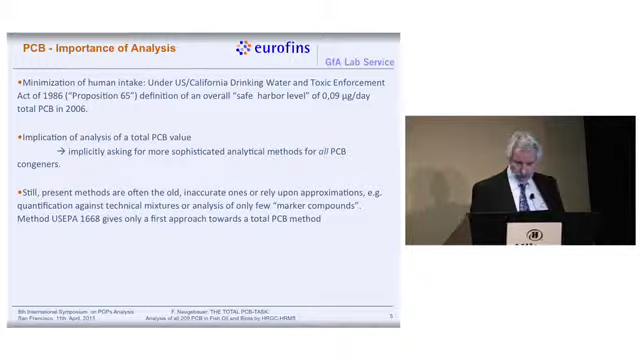 PCB - Importance of Analysis
eurofins
GfA Lab Service
•Minimization of human intake: Under US/California Drinking Water and Toxic Enforcement
Act of 1986 ("Proposition 65") definition of an overall "safe harbor level" of 0,09 µg/day
total PCB in 2006.
•Implication of analysis of a total PCB value
→ implicitly asking for more sophisticated analytical methods for all PCB
congeners.
•Still, present methods are often the old, inaccurate ones or rely upon approximations, e.g.
quantification against technical mixtures or analysis of only few "marker compounds".
Method USEPA 1668 gives only a first approach towards a total PCB method
8th International Symposium on POPs Analysis
San Francisco, 11th April, 2013
F. Neugebauer: THE TOTAL PCB-TASK:
Analysis of all 209 PCB in Fish Oil and Biota by HRGC-HRMS
5